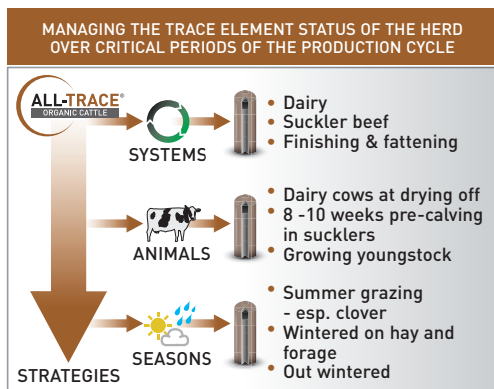 MANAGING THE TRACE ELEMENT STATUS OF THE HERD
OVER CRITICAL PERIODS OF THE PRODUCTION CYCLE
ALL-TRACE®
ORGANIC CATTLE
SYSTEMS
• Dairy
• Suckler beef
• Finishing & fattening
ANIMALS
• Dairy cows at drying off
• 8 -10 weeks pre-calving
in sucklers
• Growing youngstock
SEASONS
• Summer grazing
- esp. clover
• Wintered on hay and
forage
• Out wintered
STRATEGIES